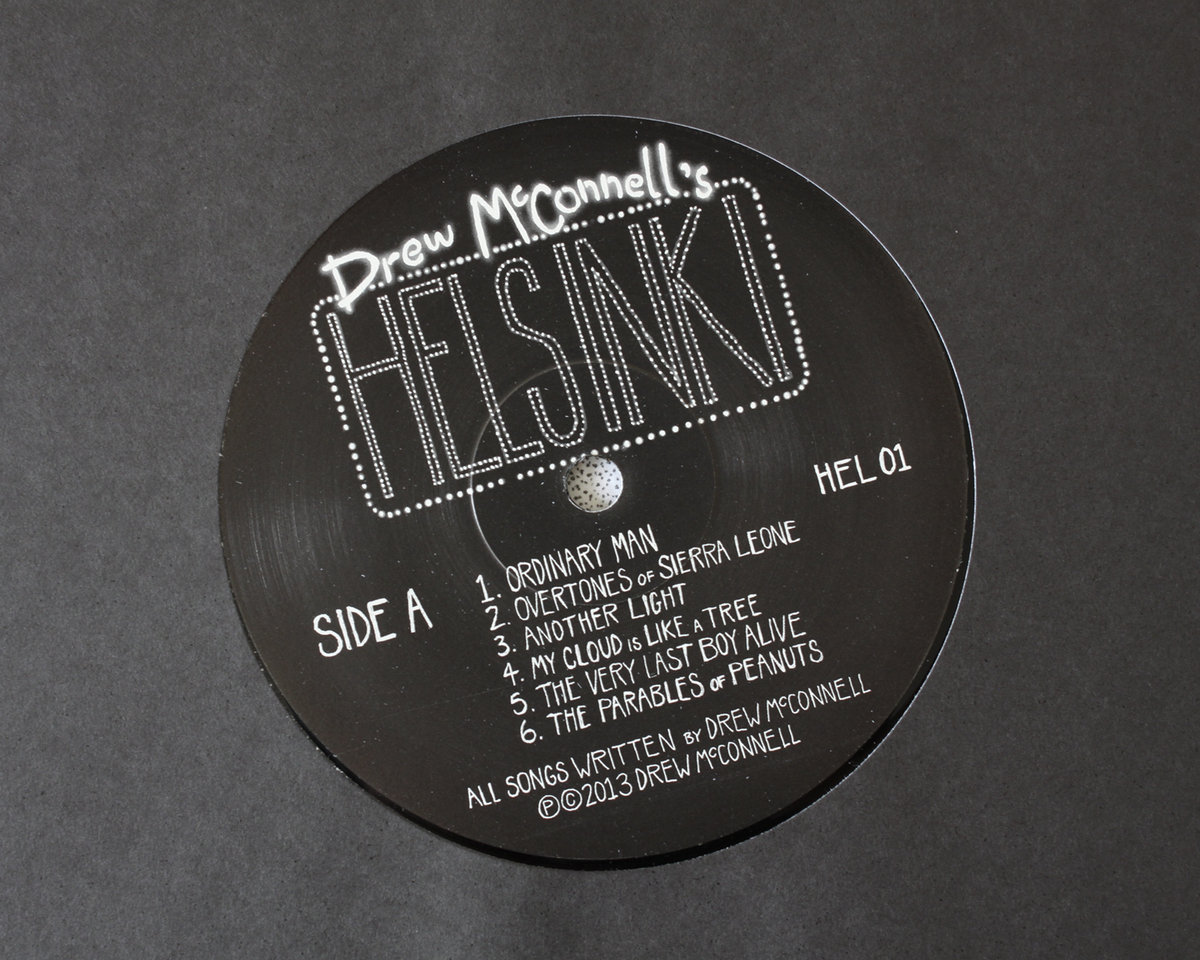 Drew McConnell's
HELSINKI
HEL 01
SIDE A
1. ORDINARY MAN
2. OVERTONES OF SIERRA LEONE
3. ANOTHER LIGHT
4. MY CLOUD IS LIKE A TREE
5. THE VERY LAST BOY ALIVE
6. THE PARABLES OF PEANUTS
ALL SONGS WRITTEN BY DREW McCONNELL
℗©2013 DREW McCONNELL